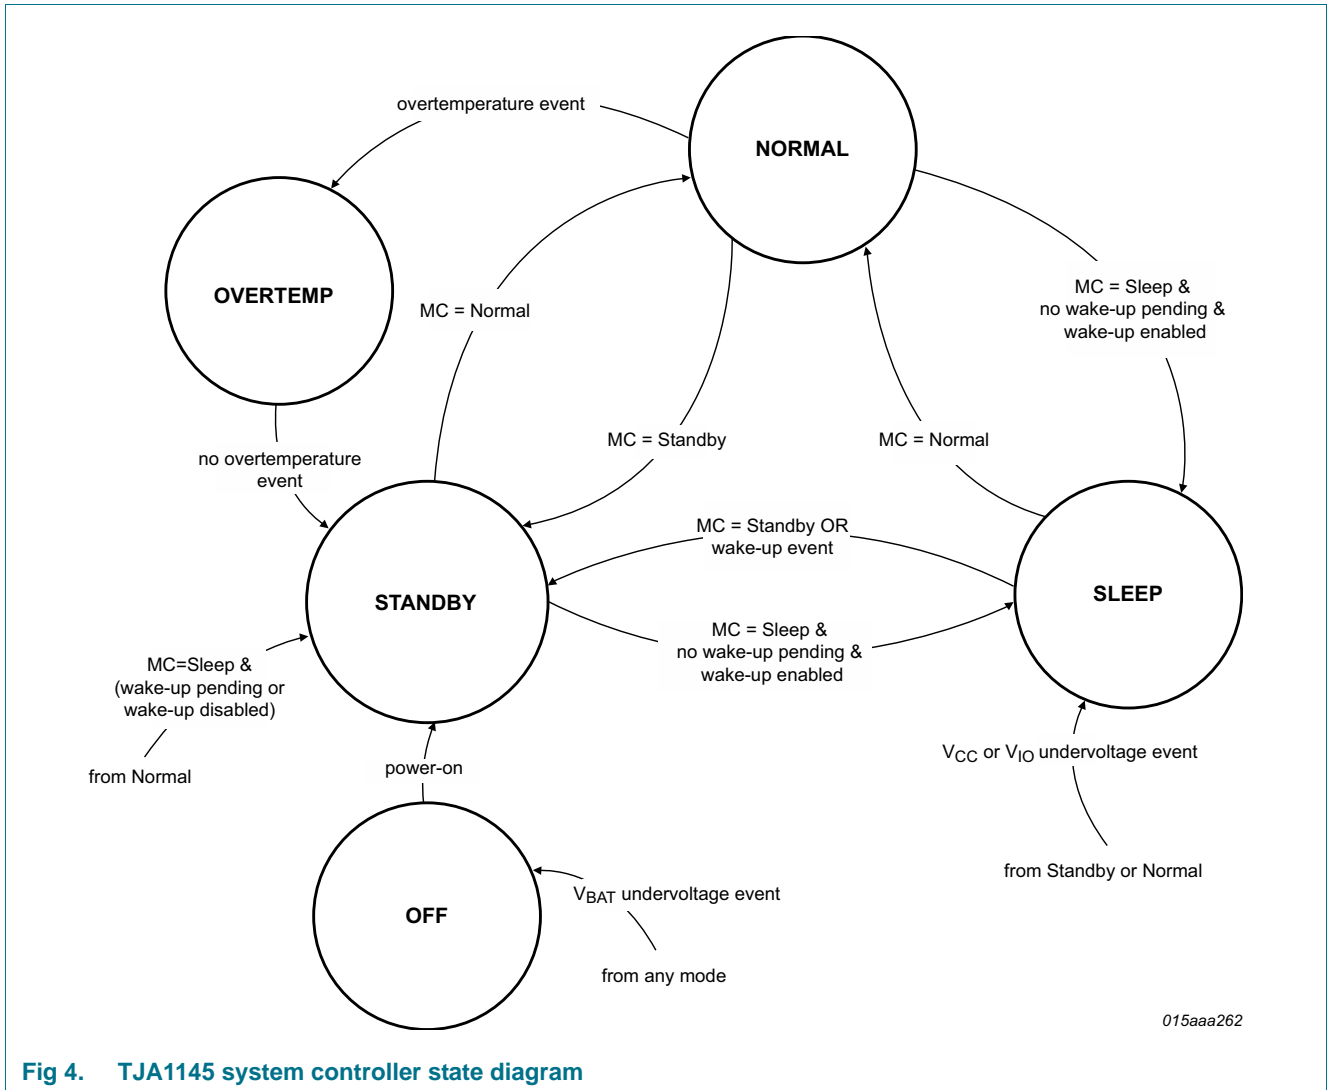 overtemperature event
NORMAL
OVERTEMP
MC = Normal
MC = Sleep &
no wake-up pending &
wake-up enabled
MC = Standby
MC = Normal
no overtemperature
event
MC = Standby OR
wake-up event
STANDBY
SLEEP
MC = Sleep &
no wake-up pending &
wake-up enabled
MC=Sleep &
(wake-up pending or
wake-up disabled)
from Normal
power-on
VCC or VIO undervoltage event
from Standby or Normal
OFF
VBAT undervoltage event
from any mode
015aaa262
Fig 4. TJA1145 system controller state diagram